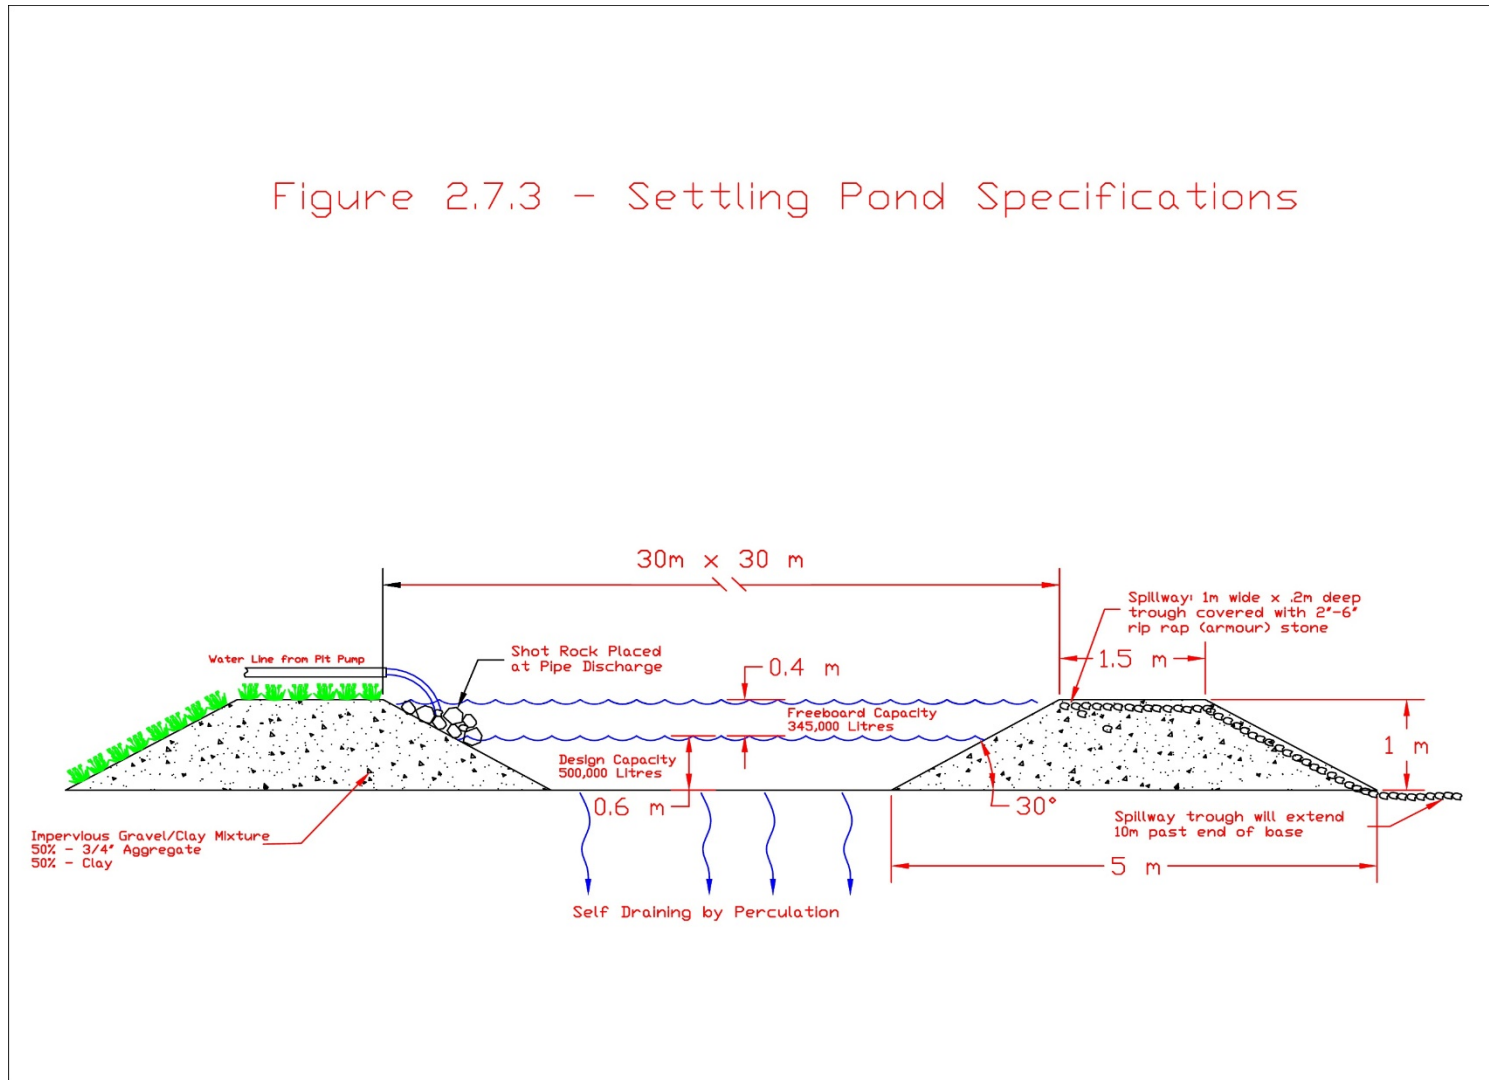 Figure 2.7.3 - Settling Pond Specifications
30m x 30 m
Spillway: 1m wide x .2m deep
trough covered with 2"-6"
rip rap (armour) stone
Water Line from Pit Pump
Shot Rock Placed
at Pipe Discharge
0.4 m
1.5 m
Freeboard Capacity
345,000 Litres
1 m
Design Capacity
500,000 Litres
0.6 m
30°
Spillway trough will extend
10m past end of base
Impervious Gravel/Clay Mixture
50% - 3/4" Aggregate
50% - Clay
5 m
Self Draining by Perculation